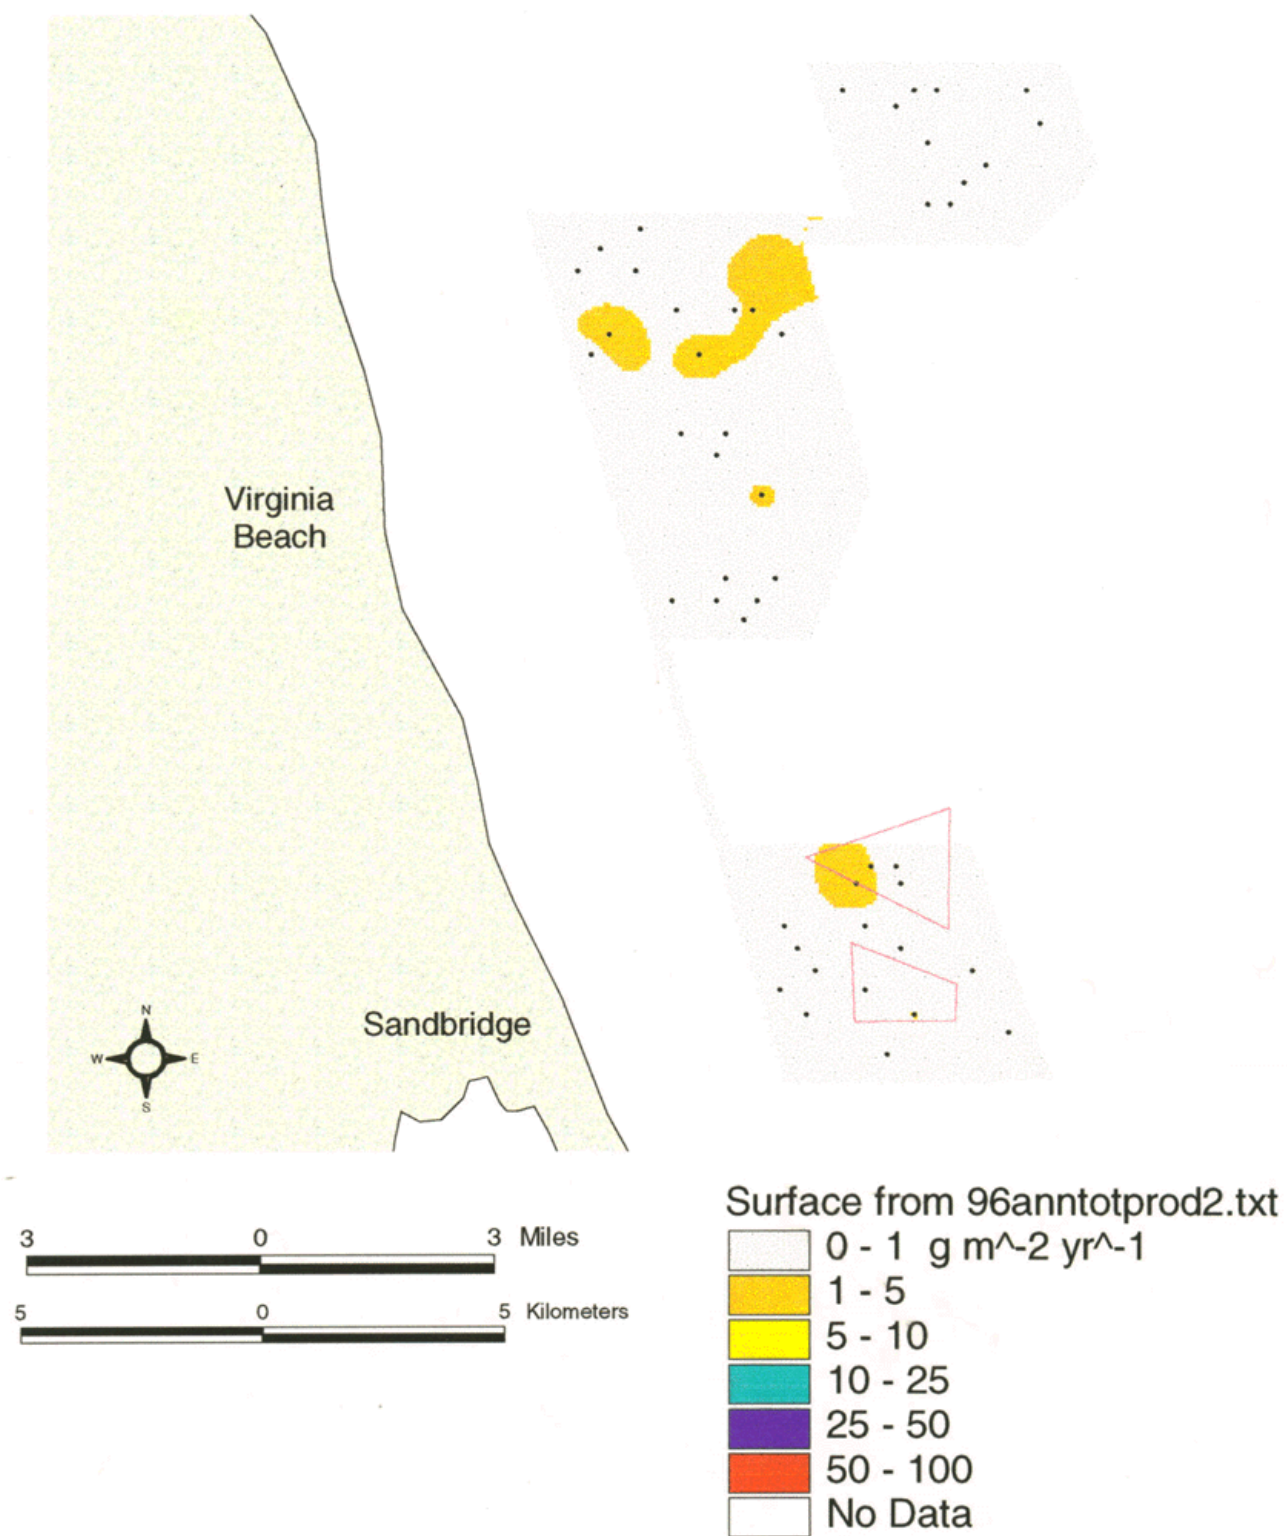 Virginia
Beach
Sandbridge
N
W E
S
3 0 3 Miles
5 0 5 Kilometers
Surface from 96anntotprod2.txt
0 - 1 g m^-2 yr^-1
1 - 5
5 - 10
10 - 25
25 - 50
50 - 100
No Data